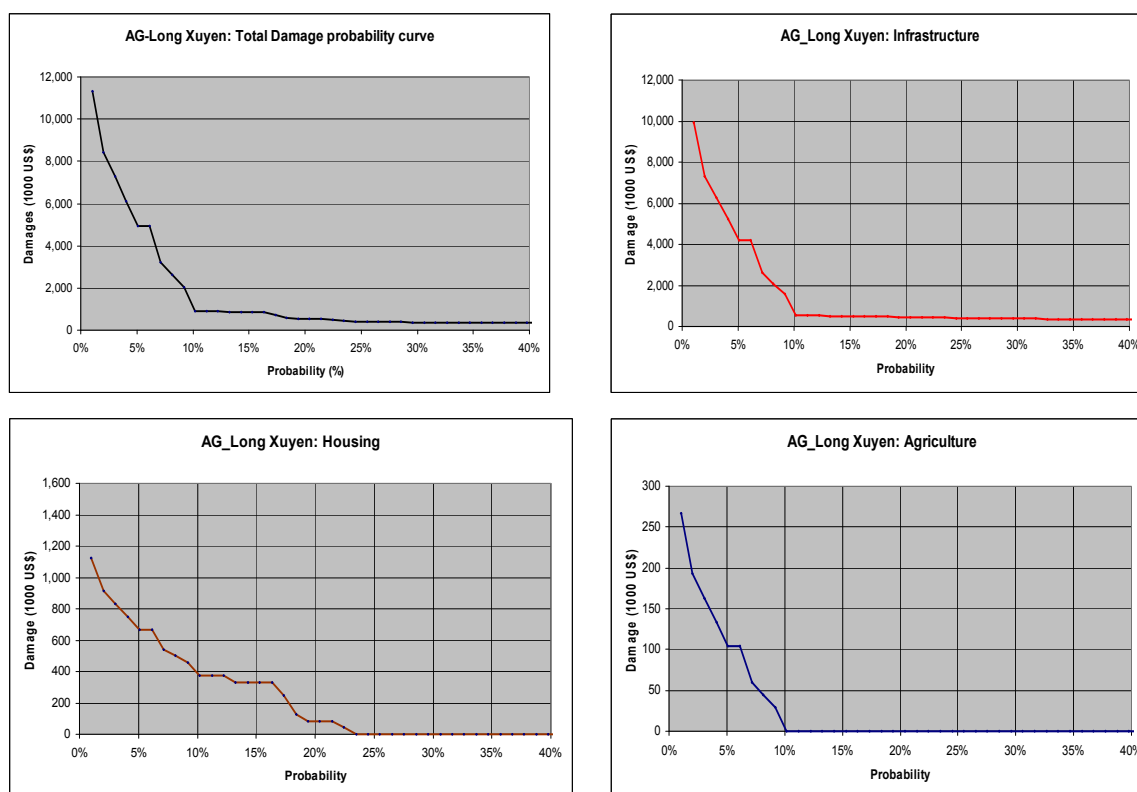 AG-Long Xuyen: Total Damage probability curve
Damages (1000 US$)
12,000
10,000
8,000
6,000
4,000
2,000
0
0% 5% 10% 15% 20% 25% 30% 35% 40%
Probability (%)
AG_Long Xuyen: Infrastructure
Damage (1000 US$)
12,000
10,000
8,000
6,000
4,000
2,000
0
0% 5% 10% 15% 20% 25% 30% 35% 40%
Probability
AG_Long Xuyen: Housing
Damage (1000 US$)
1,600
1,400
1,200
1,000
800
600
400
200
0
0% 5% 10% 15% 20% 25% 30% 35% 40%
Probability
AG_Long Xuyen: Agriculture
Damage (1000 US$)
300
250
200
150
100
50
0
0% 5% 10% 15% 20% 25% 30% 35% 40%
Probability